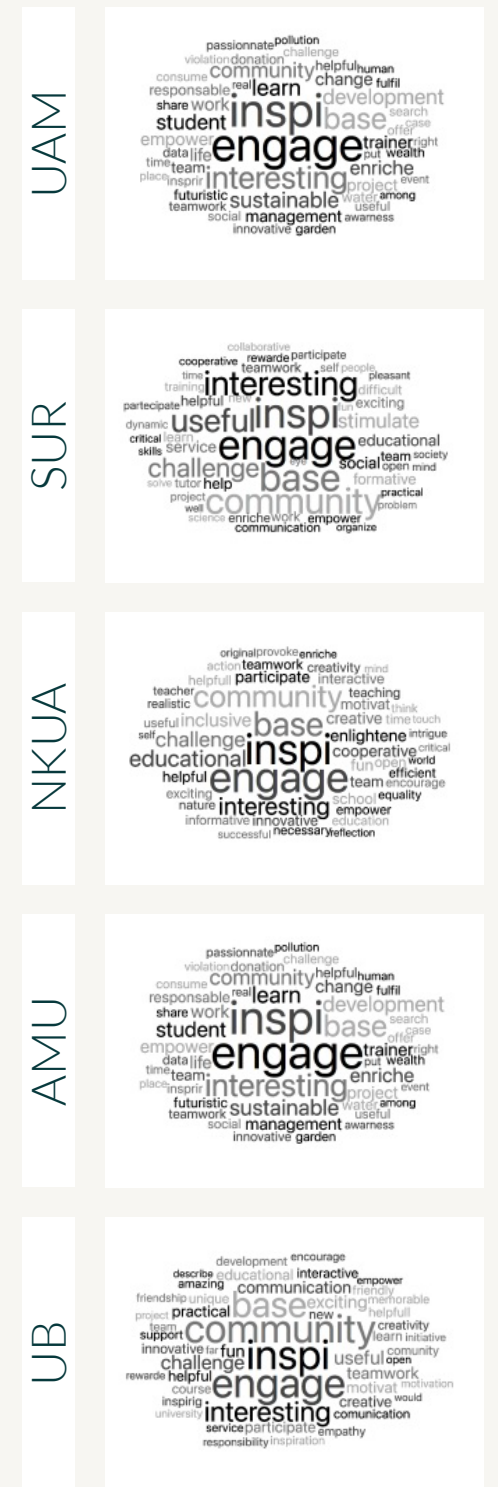 UAM
passionnate pollution
violation donation challenge
community helpful human
consume real learn change fulfil
responsable development
share work inspi search
student base case
offer
empower engage trainer right
data life put wealth
time team enriche
place insprir interesting project event
futuristic sustainable water among
teamwork useful
social management awarness
innovative garden
SUR
collaborative
cooperative rewarde participate
teamwork self people
time interesting pleasant
training difficult
partecipate helpful new fun exciting
dynamic useful inspi stimulate
critical learn engage educational
skills service team society
challenge eye social open mind
solve tutor help base formative
project community practical
well problem
science enriche work empower
communication organize
NKUA
original provoke enriche
action teamwork creativity mind
helpfull participate interactive
teacher community teaching
realistic motivat think
useful inclusive base creative time touch
self challenge enlightene intrigue
educational inspi cooperative critical
fun open world
helpful engage team efficient
encourage
exciting school equality
nature interesting empower
informative innovative education
successful necessary reflection
AMU
passionnate pollution
violation donation challenge
community helpful human
consume real learn change fulfil
responsable development
share work inspi search
student base case
offer
empower engage trainer right
data life put wealth
time team enriche
place insprir interesting project event
futuristic sustainable water among
teamwork useful
social management awarness
innovative garden
UB
development encourage
describe educational interactive
amazing empower
communication friendly
friendship unique base exciting memorable
practical new helpfull
project
team community creativity
support learn initiative
innovative far fun inspi comunity
challenge useful open
rewarde helpful engage teamwork
course motivat motivation
inspirig creative would
university interesting comunication
service participate empathy
responsibility inspiration